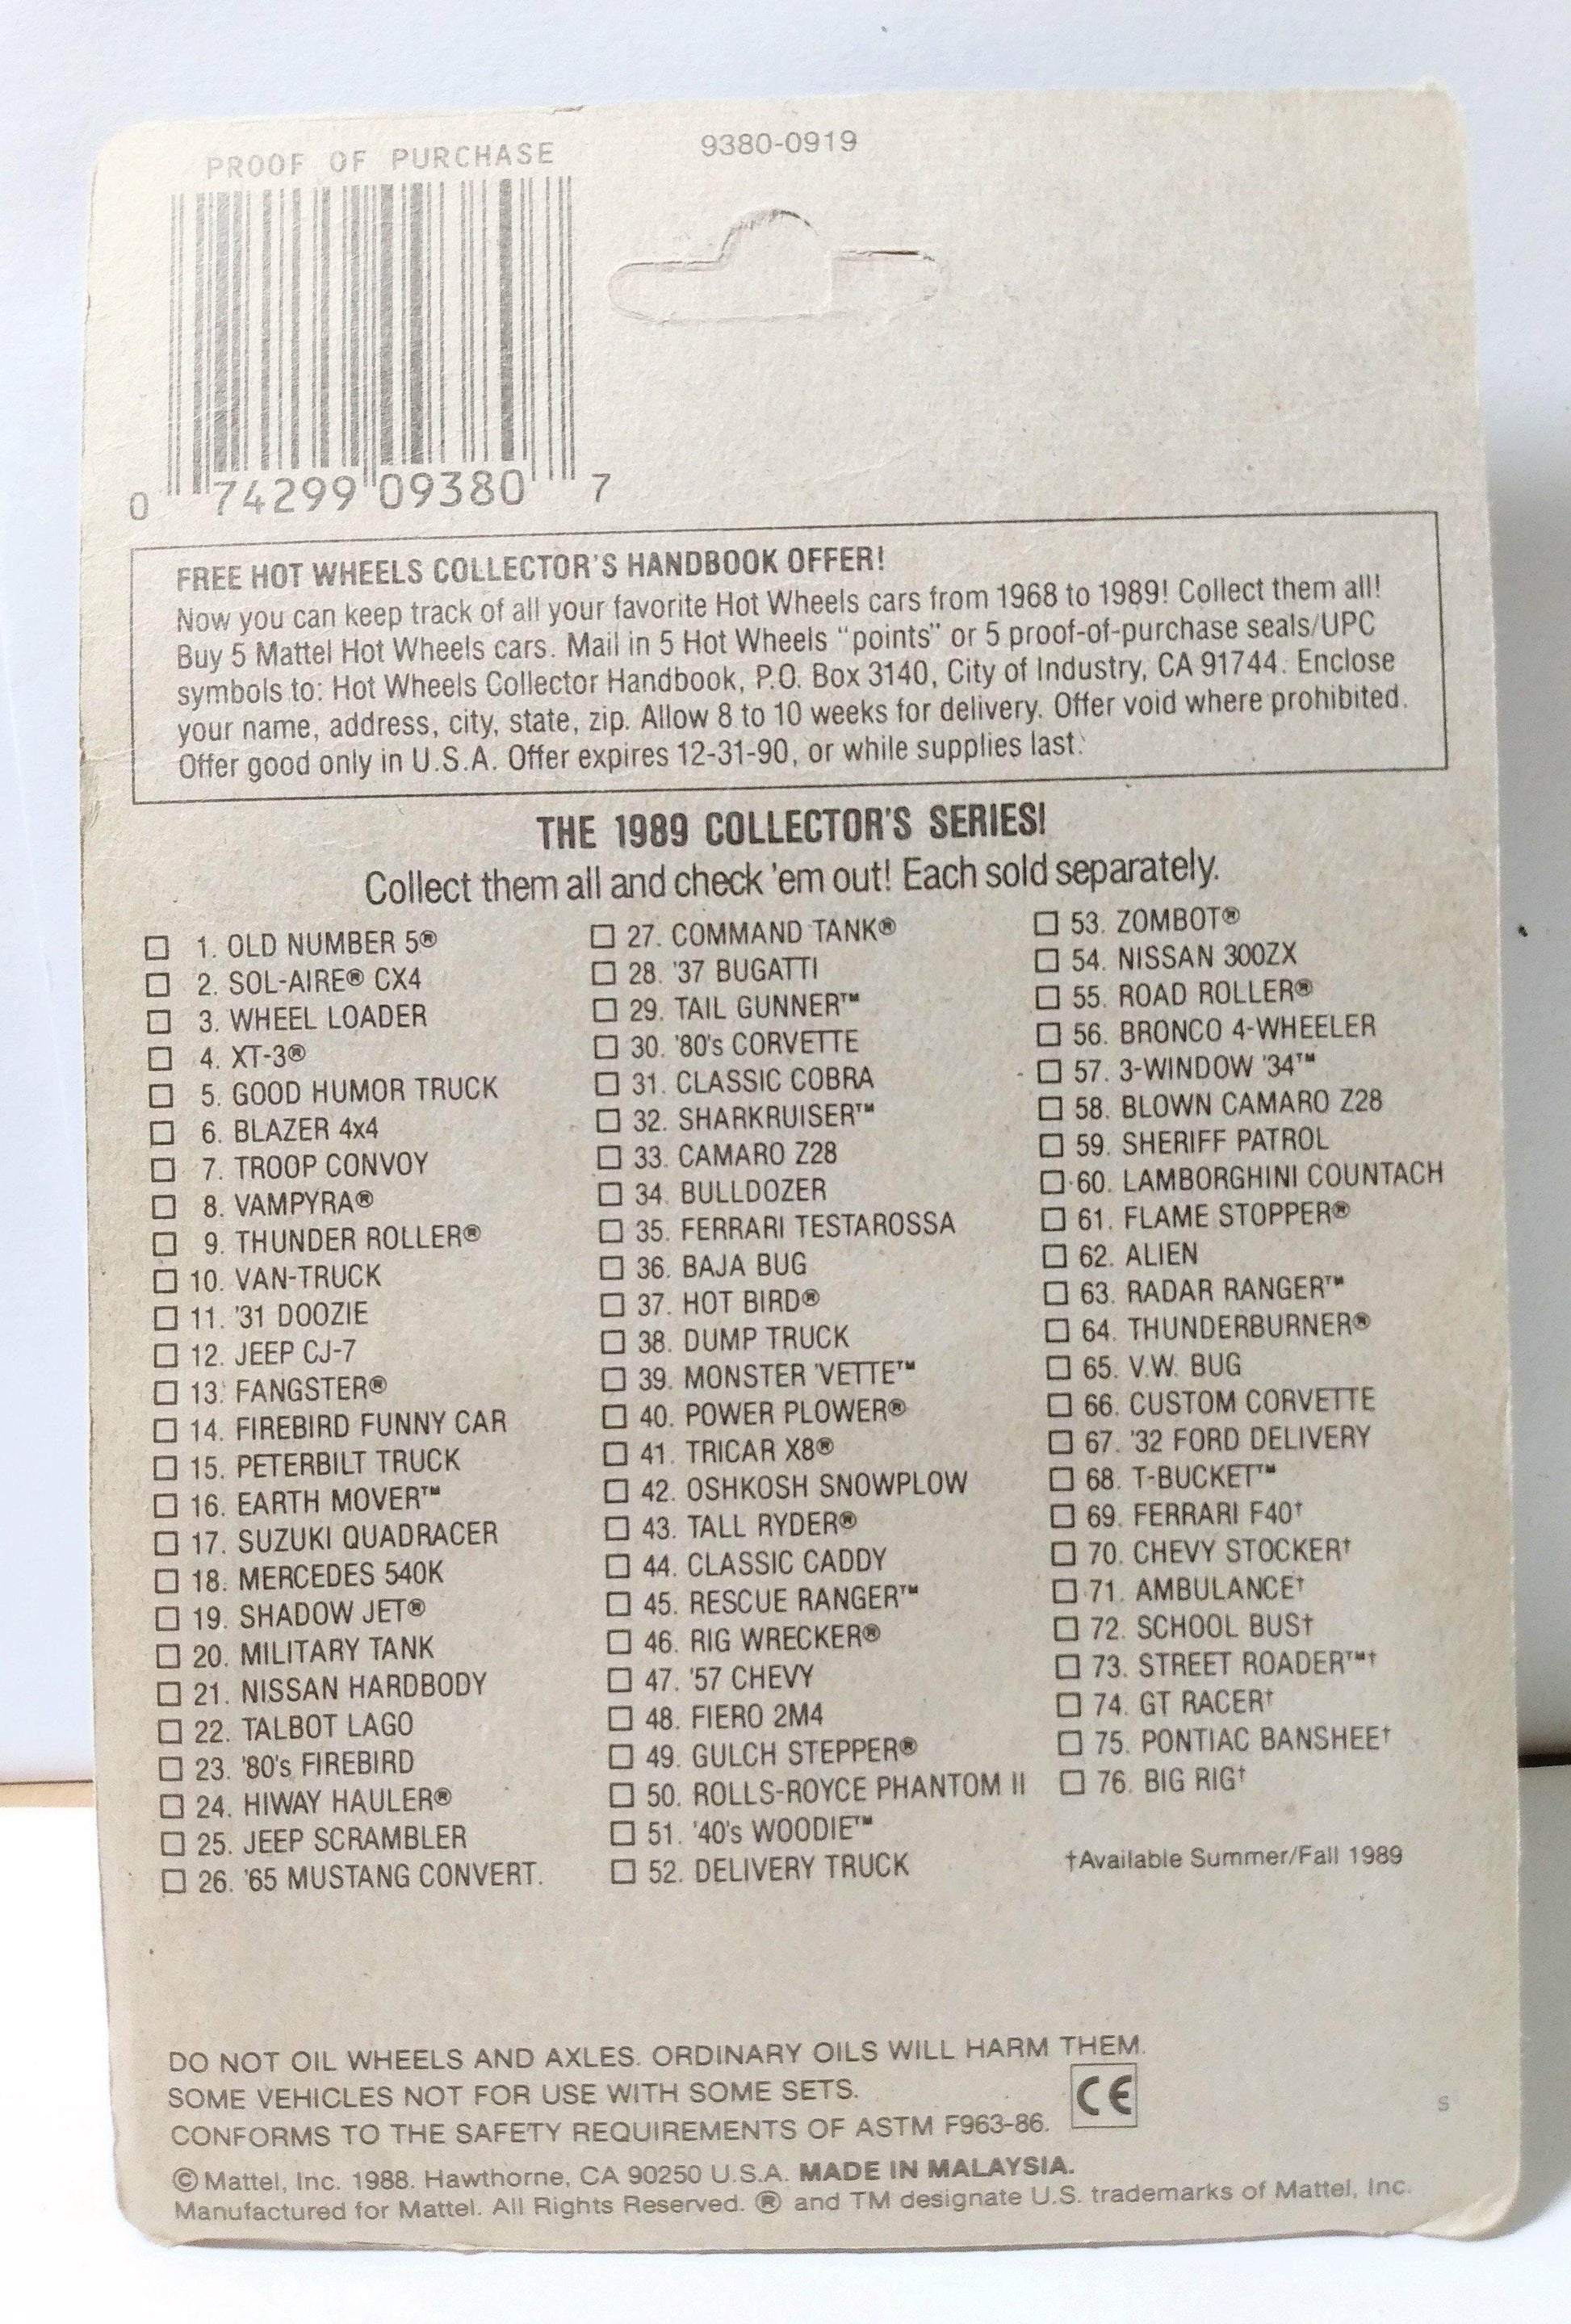 PROOF OF PURCHASE
9380-0919
0 74299 09380 7
FREE HOT WHEELS COLLECTOR'S HANDBOOK OFFER!
Now you can keep track of all your favorite Hot Wheels cars from 1968 to 1989! Collect them all!
Buy 5 Mattel Hot Wheels cars. Mail in 5 Hot Wheels "points" or 5 proof-of-purchase seals/UPC
symbols to: Hot Wheels Collector Handbook, P.O. Box 3140, City of Industry, CA 91744. Enclose
your name, address, city, state, zip. Allow 8 to 10 weeks for delivery. Offer void where prohibited.
Offer good only in U.S.A. Offer expires 12-31-90, or while supplies last.
THE 1989 COLLECTOR'S SERIES!
Collect them all and check 'em out! Each sold separately.
1. OLD NUMBER 5®
2. SOL-AIRE® CX4
3. WHEEL LOADER
4. XT-3®
5. GOOD HUMOR TRUCK
6. BLAZER 4x4
7. TROOP CONVOY
8. VAMPYRA®
9. THUNDER ROLLER®
10. VAN-TRUCK
11. '31 DOOZIE
12. JEEP CJ-7
13. FANGSTER®
14. FIREBIRD FUNNY CAR
15. PETERBILT TRUCK
16. EARTH MOVER™
17. SUZUKI QUADRACER
18. MERCEDES 540K
19. SHADOW JET®
20. MILITARY TANK
21. NISSAN HARDBODY
22. TALBOT LAGO
23. '80's FIREBIRD
24. HIWAY HAULER®
25. JEEP SCRAMBLER
26. '65 MUSTANG CONVERT.
27. COMMAND TANK®
28. '37 BUGATTI
29. TAIL GUNNER™
30. '80's CORVETTE
31. CLASSIC COBRA
32. SHARKRUISER™
33. CAMARO Z28
34. BULLDOZER
35. FERRARI TESTAROSSA
36. BAJA BUG
37. HOT BIRD®
38. DUMP TRUCK
39. MONSTER 'VETTE™
40. POWER PLOWER®
41. TRICAR X8®
42. OSHKOSH SNOWPLOW
43. TALL RYDER®
44. CLASSIC CADDY
45. RESCUE RANGER™
46. RIG WRECKER®
47. '57 CHEVY
48. FIERO 2M4
49. GULCH STEPPER®
50. ROLLS-ROYCE PHANTOM II
51. '40's WOODIE™
52. DELIVERY TRUCK
53. ZOMBOT®
54. NISSAN 300ZX
55. ROAD ROLLER®
56. BRONCO 4-WHEELER
57. 3-WINDOW '34™
58. BLOWN CAMARO Z28
59. SHERIFF PATROL
60. LAMBORGHINI COUNTACH
61. FLAME STOPPER®
62. ALIEN
63. RADAR RANGER™
64. THUNDERBURNER®
65. V.W. BUG
66. CUSTOM CORVETTE
67. '32 FORD DELIVERY
68. T-BUCKET™
69. FERRARI F40†
70. CHEVY STOCKER†
71. AMBULANCE†
72. SCHOOL BUS†
73. STREET ROADER™†
74. GT RACER†
75. PONTIAC BANSHEE†
76. BIG RIG†
†Available Summer/Fall 1989
DO NOT OIL WHEELS AND AXLES. ORDINARY OILS WILL HARM THEM.
SOME VEHICLES NOT FOR USE WITH SOME SETS.
CONFORMS TO THE SAFETY REQUIREMENTS OF ASTM F963-86.
CE
S
© Mattel, Inc. 1988. Hawthorne, CA 90250 U.S.A. MADE IN MALAYSIA.
Manufactured for Mattel. All Rights Reserved. ® and TM designate U.S. trademarks of Mattel, Inc.